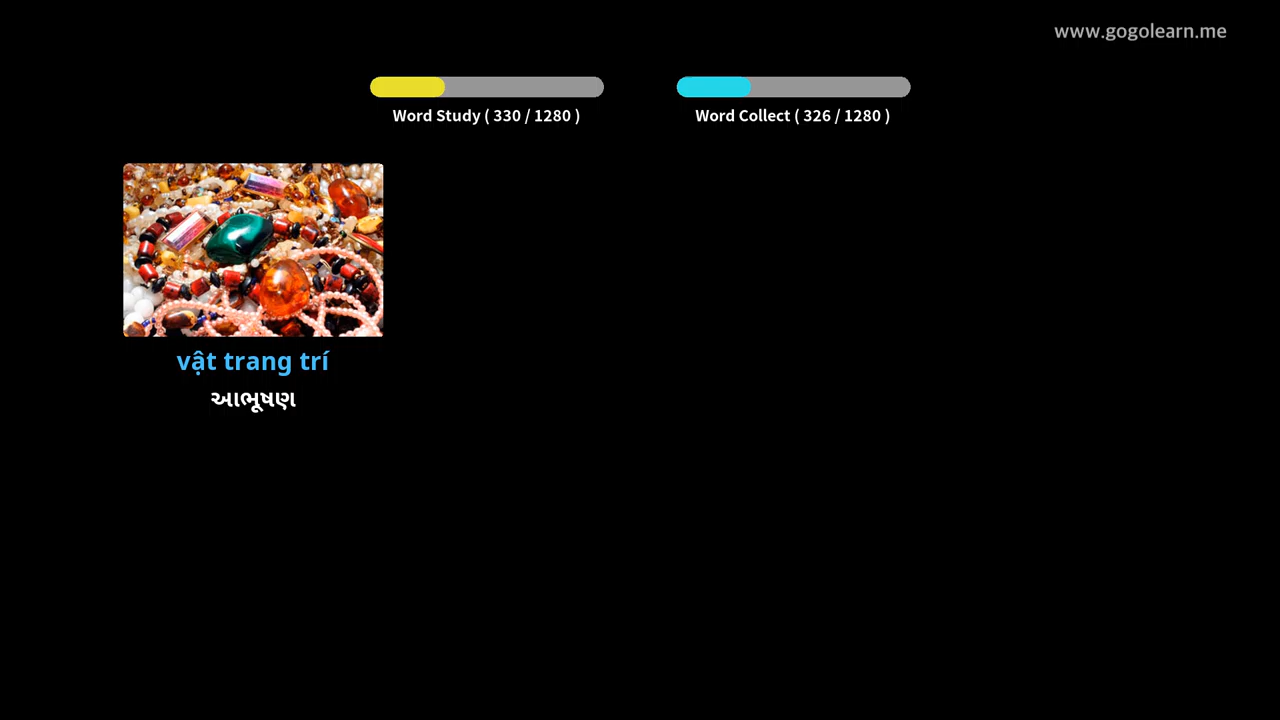 www.gogolearn.me
Word Study ( 330 / 1280 )
Word Collect ( 326 / 1280 )
vật trang trí
આભૂષણ